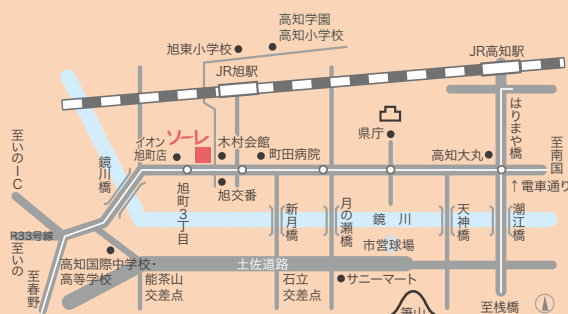 高知学園
高知小学校
旭東小学校
JR高知駅
JR旭駅
はりまや橋
至いのIC
イオン
旭町店
ソーレ
木村会館
町田病院
県庁
高知大丸
至南国
鏡川橋
旭交番
↑電車通り
旭町3丁目
新月橋
月の瀬橋
鏡川
天神橋
潮江橋
R33号線
至いの
市営球場
高知国際中学校・
高等学校
土佐道路
至春野
能茶山
交差点
石立
交差点
サニーマート
筆山
至桟橋